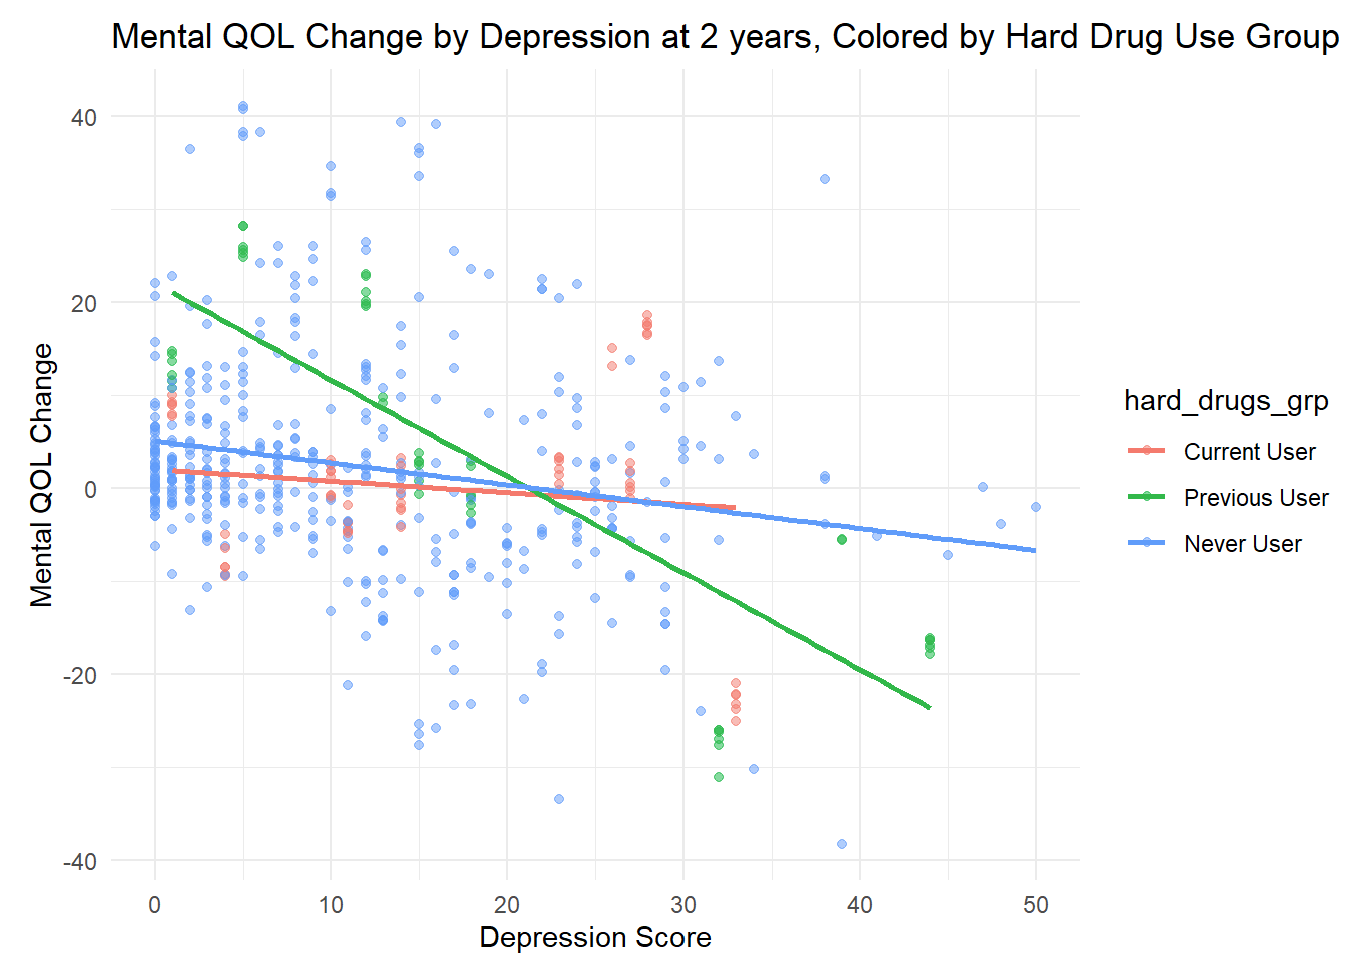 Mental QOL Change by Depression at 2 years, Colored by Hard Drug Use Group
40
20
0
-20
-40
Mental QOL Change
0 10 20 30 40 50
Depression Score
hard_drugs_grp
Current User
Previous User
Never User